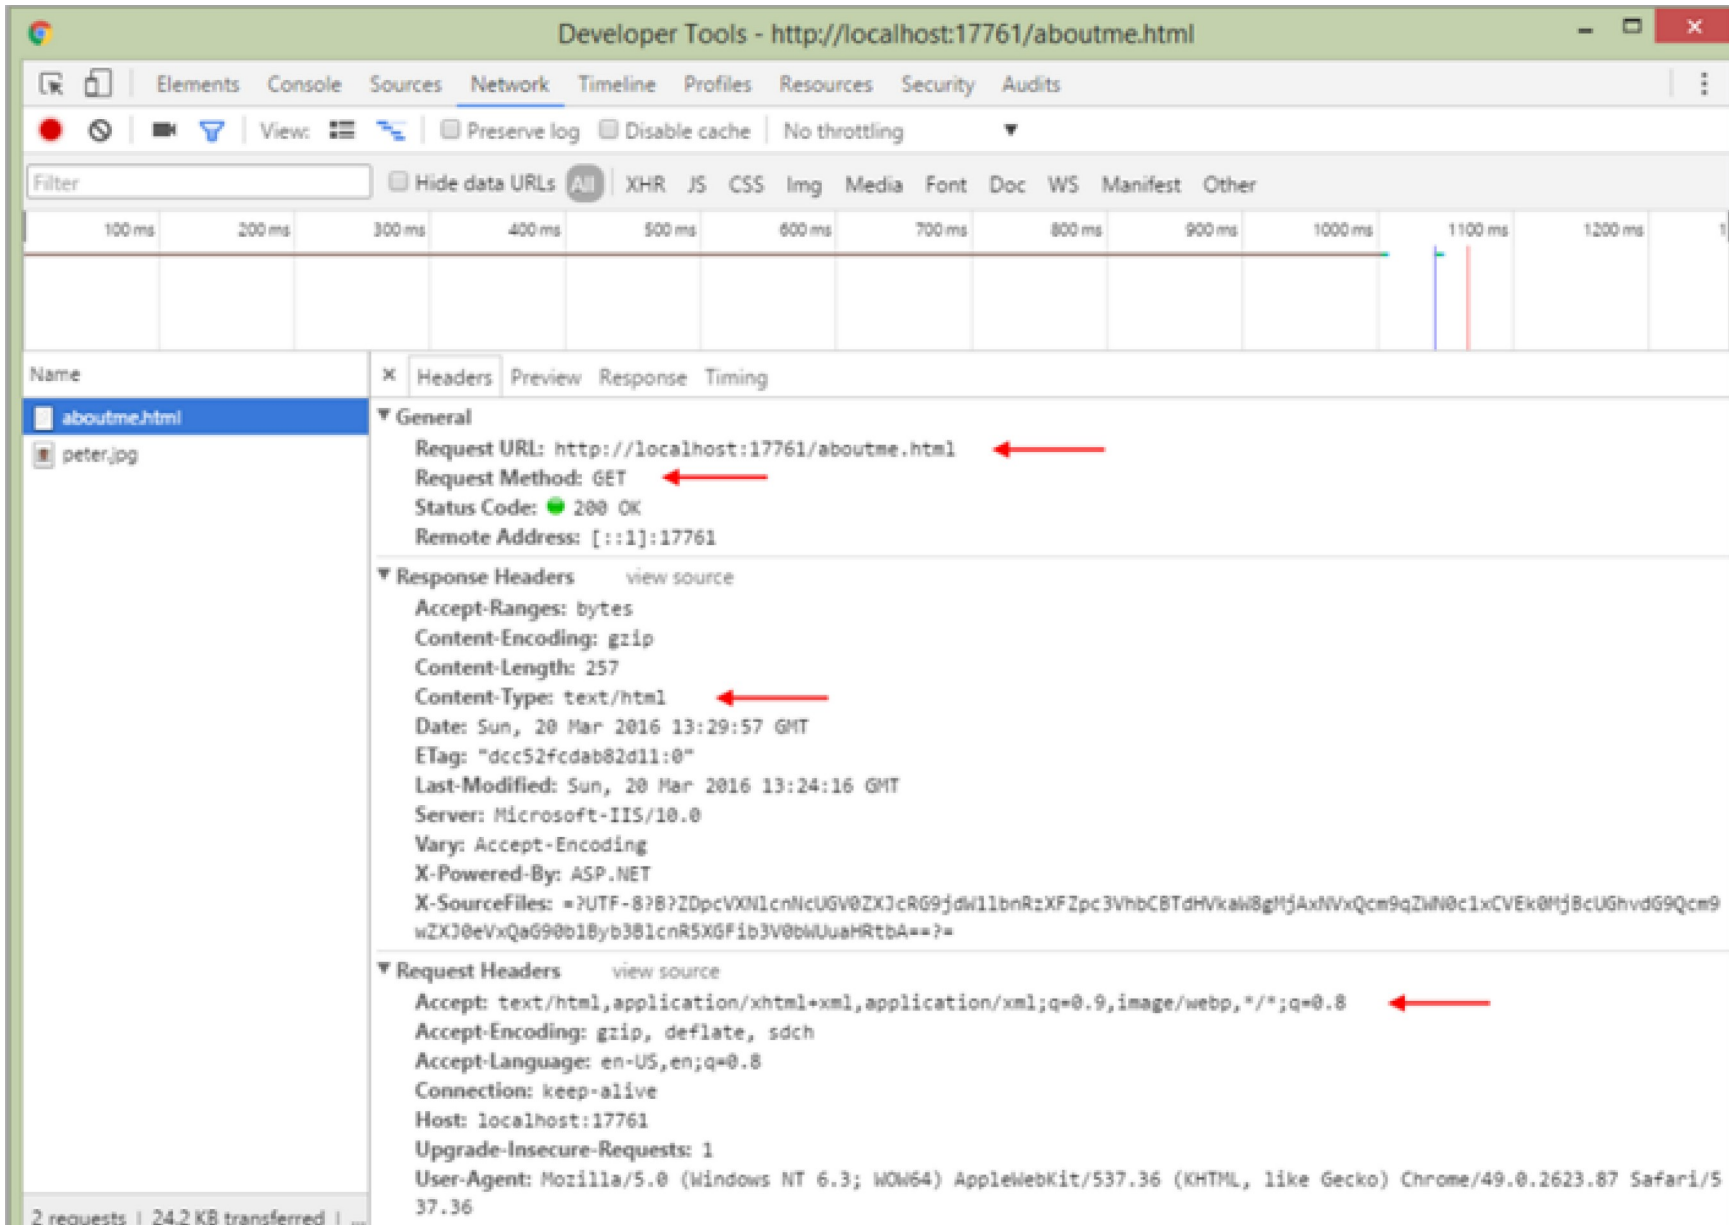 Developer Tools - http://localhost:17761/aboutme.html
Elements Console Sources Network Timeline Profiles Resources Security Audits
View: Preserve log Disable cache No throttling
Filter Hide data URLs All XHR JS CSS Img Media Font Doc WS Manifest Other
100 ms 200 ms 300 ms 400 ms 500 ms 600 ms 700 ms 800 ms 900 ms 1000 ms 1100 ms 1200 ms
Name
aboutme.html
peter.jpg
× Headers Preview Response Timing
General
Request URL: http://localhost:17761/aboutme.html
Request Method: GET
Status Code: 200 OK
Remote Address: [::1]:17761
Response Headers view source
Accept-Ranges: bytes
Content-Encoding: gzip
Content-Length: 257
Content-Type: text/html
Date: Sun, 20 Mar 2016 13:29:57 GMT
ETag: "dcc52fcdab82d11:0"
Last-Modified: Sun, 20 Mar 2016 13:24:16 GMT
Server: Microsoft-IIS/10.0
Vary: Accept-Encoding
X-Powered-By: ASP.NET
X-SourceFiles:
Request Headers view source
Accept: text/html,application/xhtml+xml,application/xml;q=0.9,image/webp,*/*;q=0.8
Accept-Encoding: gzip, deflate, sdch
Accept-Language: en-US,en;q=0.8
Connection: keep-alive
Host: localhost:17761
Upgrade-Insecure-Requests: 1
User-Agent: Mozilla/5.0 (Windows NT 6.3; WOW64) AppleWebKit/537.36 (KHTML, like Gecko) Chrome/49.0.2623.87 Safari/5
37.36
2 requests | 24.2 KB transferred | ...